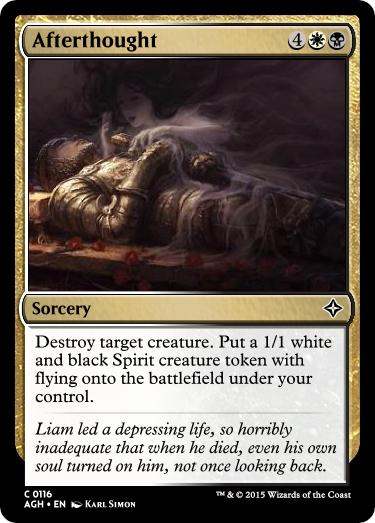 Afterthought 4
Sorcery
Destroy target creature. Put a 1/1 white
and black Spirit creature token with
flying onto the battlefield under your
control.
Liam led a depressing life, so horribly
inadequate that when he died, even his own
soul turned on him, not once looking back.
C 0116
AGH • EN Karl Simon
™ & © 2015 Wizards of the Coast